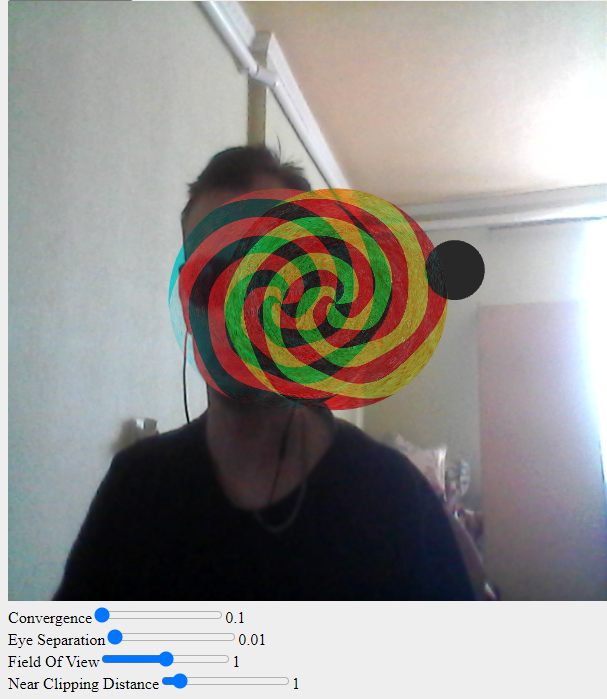 Convergence 0.1
Eye Separation 0.01
Field Of View 1
Near Clipping Distance 1